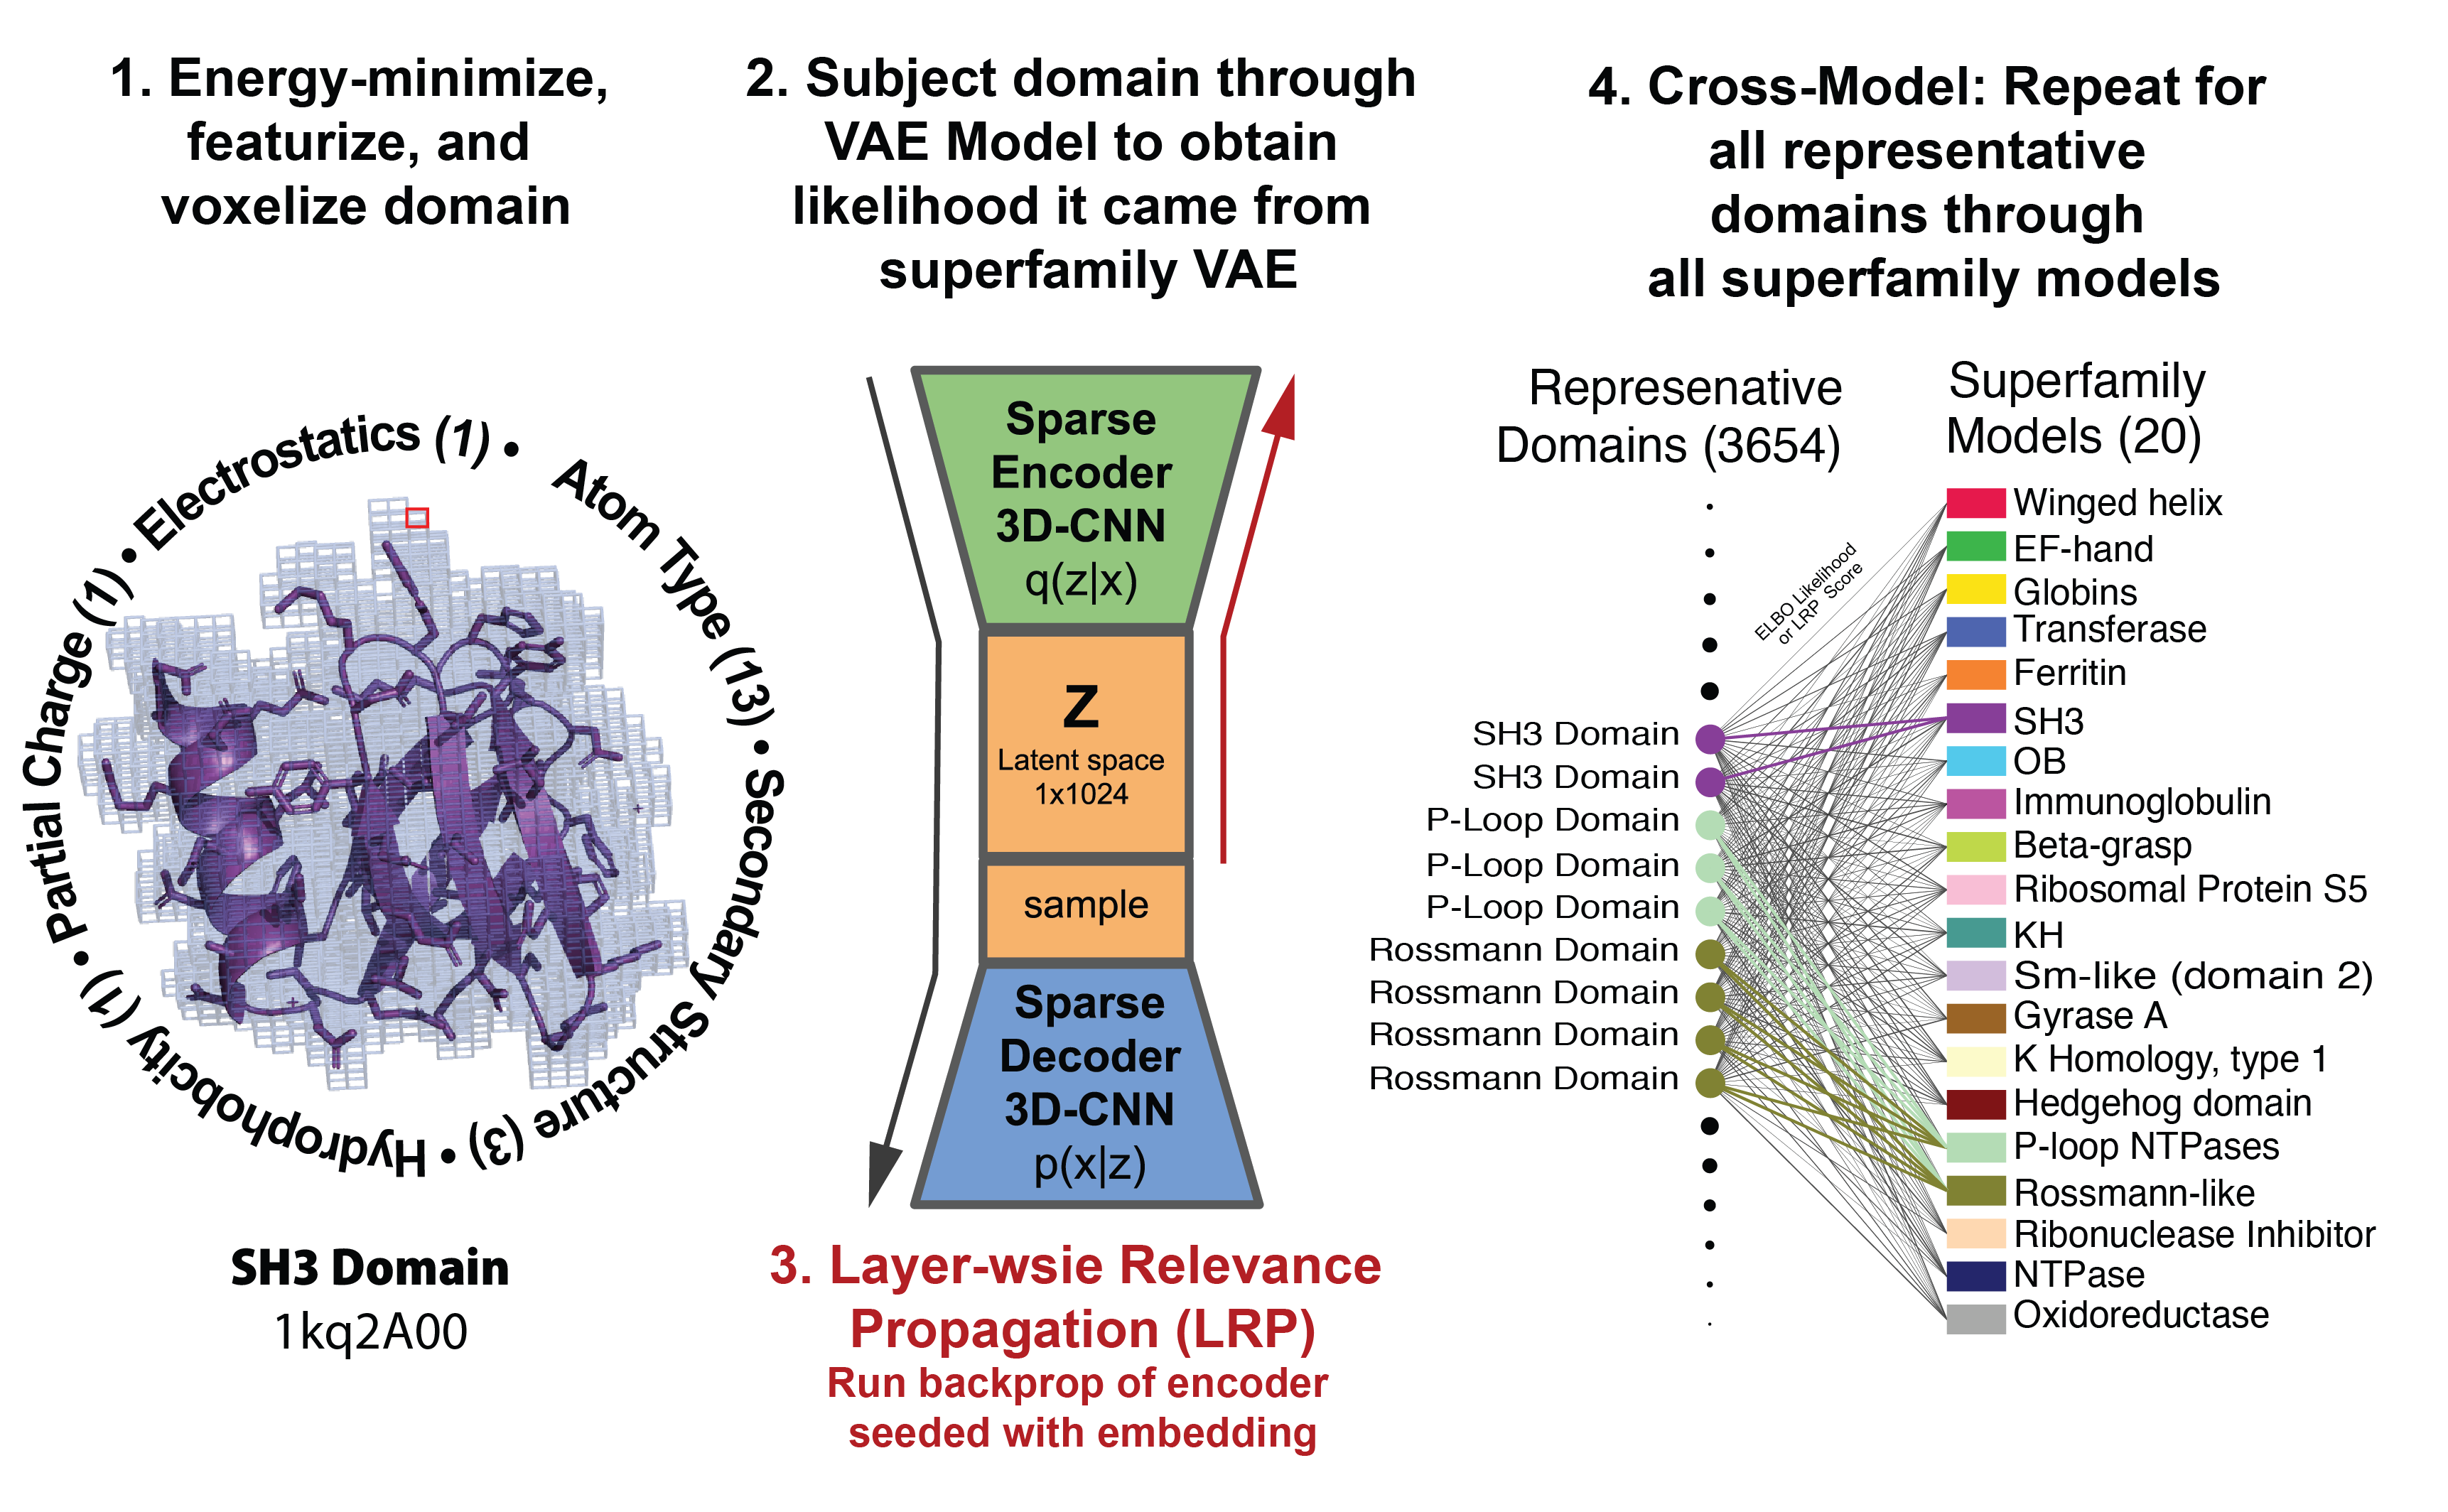 1. Energy-minimize,
featurize, and
voxelize domain
Electrostatics (1) • Atom Type (13) • Secondary Structure (3) • Hydrophobcity (1) • Partial Charge (1) •
SH3 Domain
1kq2A00
2. Subject domain through
VAE Model to obtain
likelihood it came from
superfamily VAE
Sparse
Encoder
3D-CNN
q(z|x)
Z
Latent space
1x1024
sample
Sparse
Decoder
3D-CNN
p(x|z)
3. Layer-wsie Relevance
Propagation (LRP)
Run backprop of encoder
seeded with embedding
4. Cross-Model: Repeat for
all representative
domains through
all superfamily models
Represenative
Domains (3654)
SH3 Domain
SH3 Domain
P-Loop Domain
P-Loop Domain
P-Loop Domain
Rossmann Domain
Rossmann Domain
Rossmann Domain
Rossmann Domain
ELBO Likelihood
or LRP Score
Superfamily
Models (20)
Winged helix
EF-hand
Globins
Transferase
Ferritin
SH3
OB
Immunoglobulin
Beta-grasp
Ribosomal Protein S5
KH
Sm-like (domain 2)
Gyrase A
K Homology, type 1
Hedgehog domain
P-loop NTPases
Rossmann-like
Ribonuclease Inhibitor
NTPase
Oxidoreductase